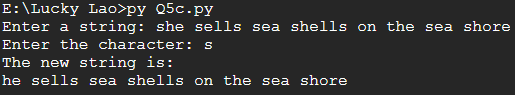 E:\Lucky Lao>py Q5c.py
Enter a string: she sells sea shells on the sea shore
Enter the character: s
The new string is:
he sells sea shells on the sea shore